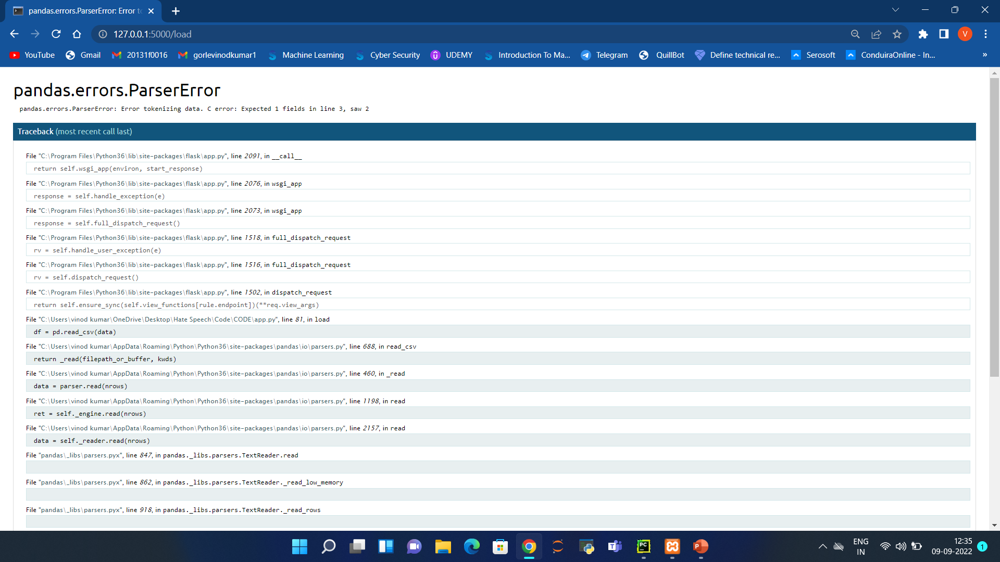 pandas.errors.ParserError: Error to
127.0.0.1:5000/load
V
YouTube Gmail 20131f0016 gorlevinodkumar1 Machine Learning Cyber Security UDEMY Introduction To Ma... Telegram QuillBot Define technical re... Serosoft ConduiraOnline - In... »
pandas.errors.ParserError
pandas.errors.ParserError: Error tokenizing data. C error: Expected 1 fields in line 3, saw 2
Traceback (most recent call last)
File "C:\Program Files\Python36\lib\site-packages\flask\app.py", line 2091, in __call__
return self.wsgi_app(environ, start_response)
File "C:\Program Files\Python36\lib\site-packages\flask\app.py", line 2076, in wsgi_app
response = self.handle_exception(e)
File "C:\Program Files\Python36\lib\site-packages\flask\app.py", line 2073, in wsgi_app
response = self.full_dispatch_request()
File "C:\Program Files\Python36\lib\site-packages\flask\app.py", line 1518, in full_dispatch_request
rv = self.handle_user_exception(e)
File "C:\Program Files\Python36\lib\site-packages\flask\app.py", line 1516, in full_dispatch_request
rv = self.dispatch_request()
File "C:\Program Files\Python36\lib\site-packages\flask\app.py", line 1502, in dispatch_request
return self.ensure_sync(self.view_functions[rule.endpoint])(**req.view_args)
File "C:\Users\vinod kumar\OneDrive\Desktop\Hate Speech\Code\CODE\app.py", line 81, in load
df = pd.read_csv(data)
File "C:\Users\vinod kumar\AppData\Roaming\Python\Python36\site-packages\pandas\io\parsers.py", line 688, in read_csv
return _read(filepath_or_buffer, kwds)
File "C:\Users\vinod kumar\AppData\Roaming\Python\Python36\site-packages\pandas\io\parsers.py", line 460, in _read
data = parser.read(nrows)
File "C:\Users\vinod kumar\AppData\Roaming\Python\Python36\site-packages\pandas\io\parsers.py", line 1198, in read
ret = self._engine.read(nrows)
File "C:\Users\vinod kumar\AppData\Roaming\Python\Python36\site-packages\pandas\io\parsers.py", line 2157, in read
data = self._reader.read(nrows)
File "pandas\_libs\parsers.pyx", line 847, in pandas._libs.parsers.TextReader.read
File "pandas\_libs\parsers.pyx", line 862, in pandas._libs.parsers.TextReader._read_low_memory
File "pandas\_libs\parsers.pyx", line 918, in pandas._libs.parsers.TextReader._read_rows
PC
P
ENG
IN
12:35
09-09-2022
1